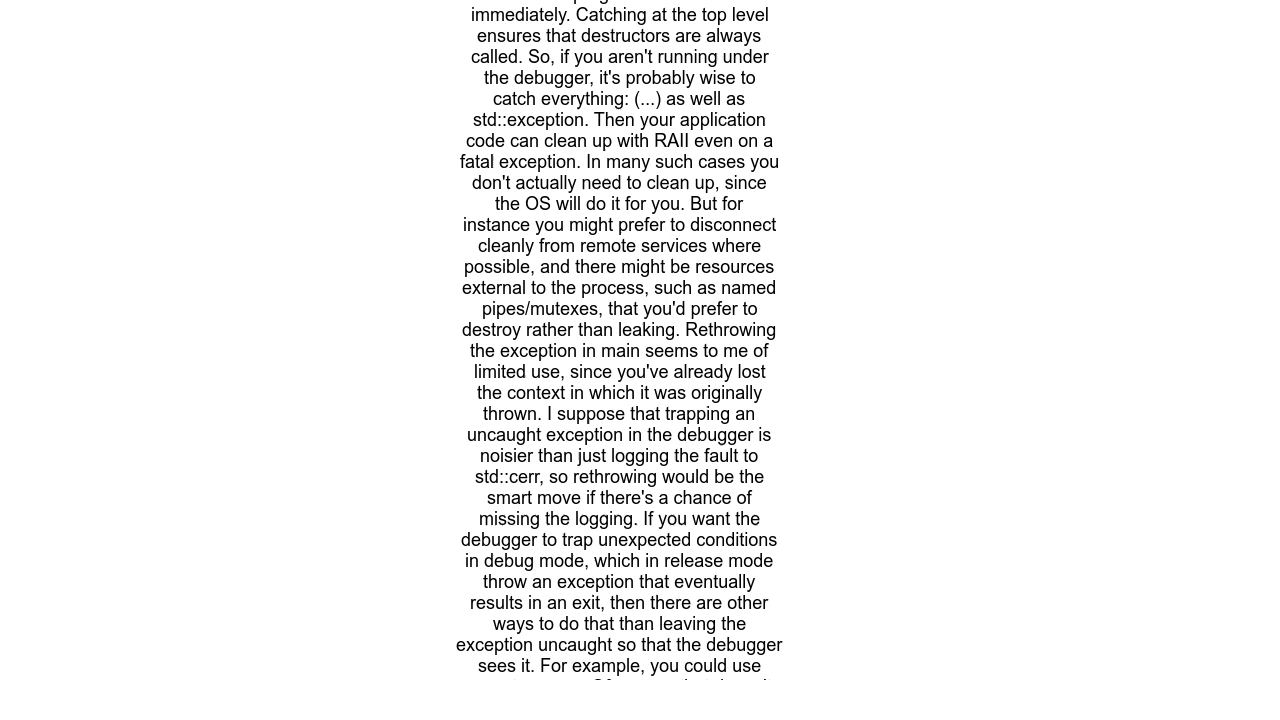 immediately. Catching at the top level
ensures that destructors are always
called. So, if you aren't running under
the debugger, it's probably wise to
catch everything: (...) as well as
std::exception. Then your application
code can clean up with RAII even on a
fatal exception. In many such cases you
don't actually need to clean up, since
the OS will do it for you. But for
instance you might prefer to disconnect
cleanly from remote services where
possible, and there might be resources
external to the process, such as named
pipes/mutexes, that you'd prefer to
destroy rather than leaking. Rethrowing
the exception in main seems to me of
limited use, since you've already lost
the context in which it was originally
thrown. I suppose that trapping an
uncaught exception in the debugger is
noisier than just logging the fault to
std::cerr, so rethrowing would be the
smart move if there's a chance of
missing the logging. If you want the
debugger to trap unexpected conditions
in debug mode, which in release mode
throw an exception that eventually
results in an exit, then there are other
ways to do that than leaving the
exception uncaught so that the debugger
sees it. For example, you could use